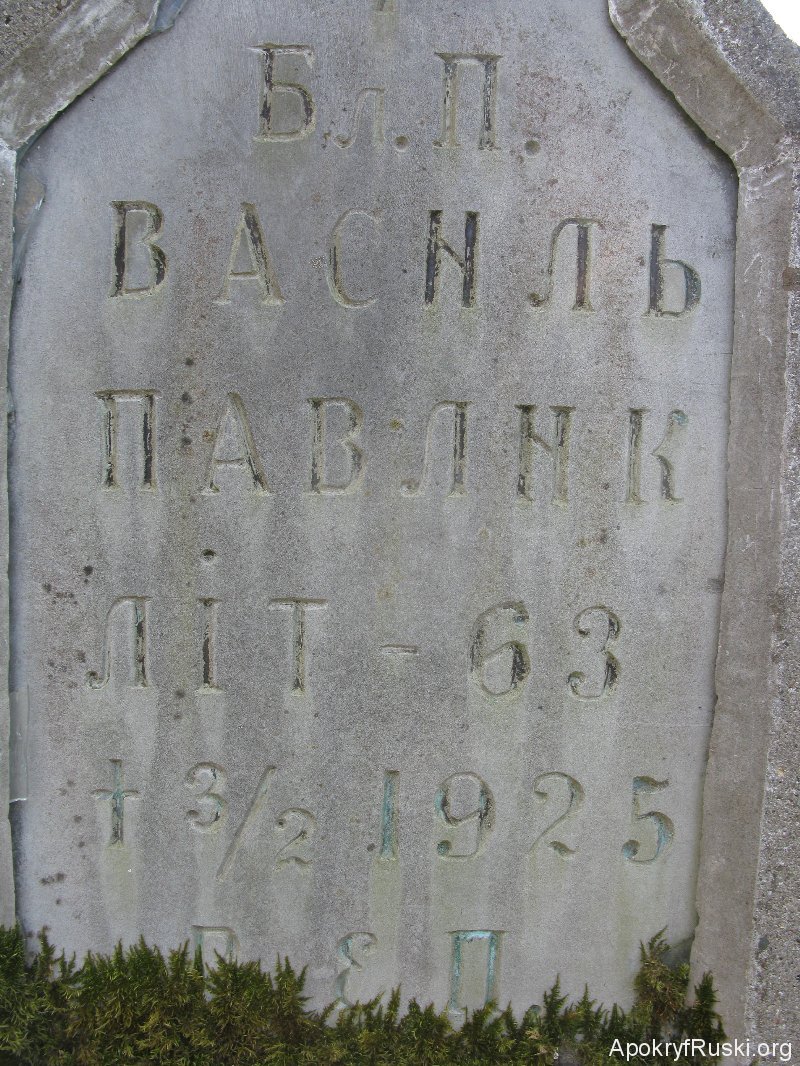 Бл. П.
ВАСИЛЬ
ПАВЛИК
ЛІТ - 63
† 3/2 1925
В Є П
ApokryfRuski.org